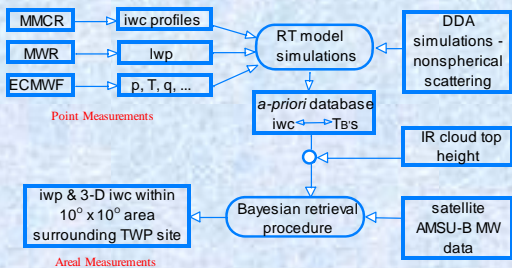 MMCR
iwc profiles
MWR
lwp
ECMWF
p, T, q, ...
Point Measurements
RT model
simulations
DDA
simulations -
nonspherical
scattering
a-priori database
iwc TB's
IR cloud top
height
Bayesian retrieval
procedure
satellite
AMSU-B MW
data
iwp & 3-D iwc within
10° x 10° area
surrounding TWP site
Areal Measurements